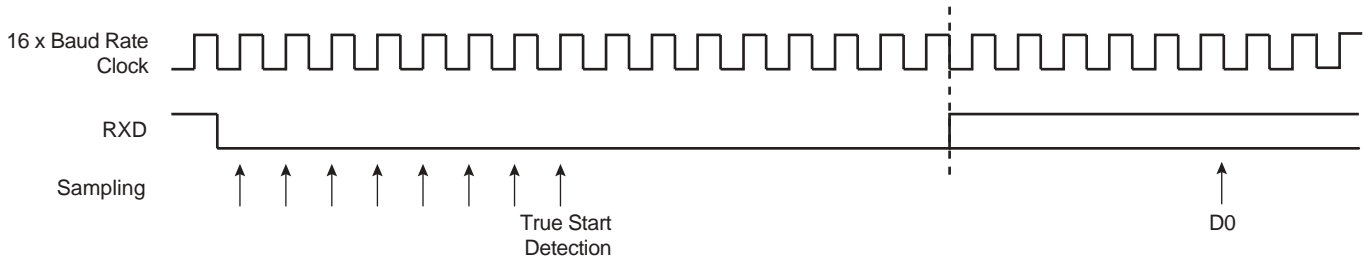 16 x Baud Rate
Clock
RXD
Sampling
True Start
Detection
D0